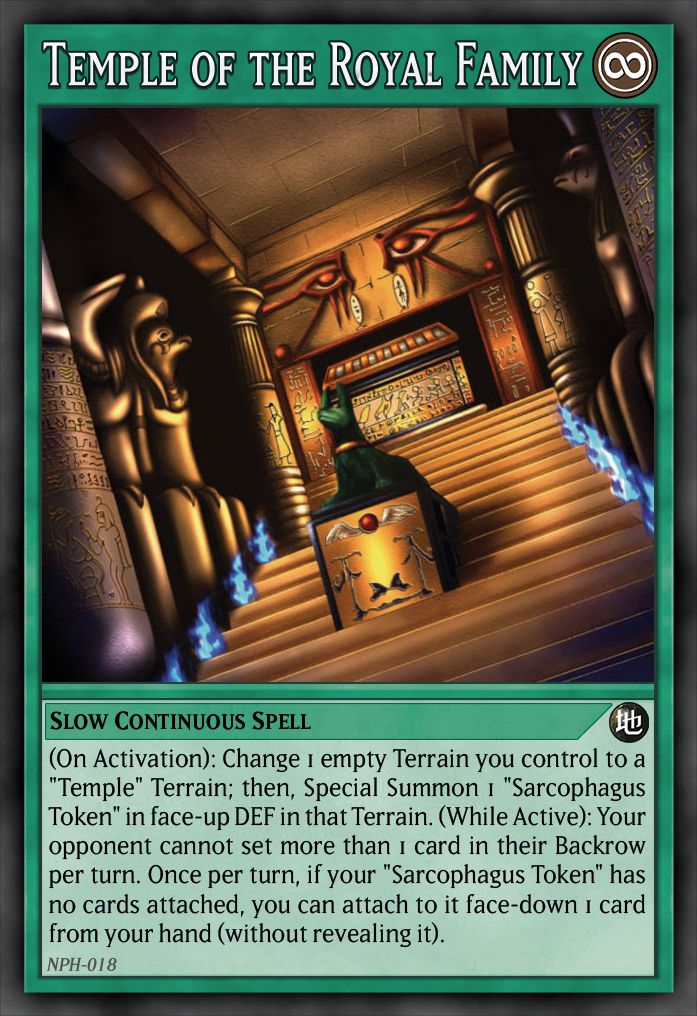 Temple of the Royal Family
Slow Continuous Spell
(On Activation): Change 1 empty Terrain you control to a
"Temple" Terrain; then, Special Summon 1 "Sarcophagus
Token" in face-up DEF in that Terrain. (While Active): Your
opponent cannot set more than 1 card in their Backrow
per turn. Once per turn, if your "Sarcophagus Token" has
no cards attached, you can attach to it face-down 1 card
from your hand (without revealing it).
NPH-018